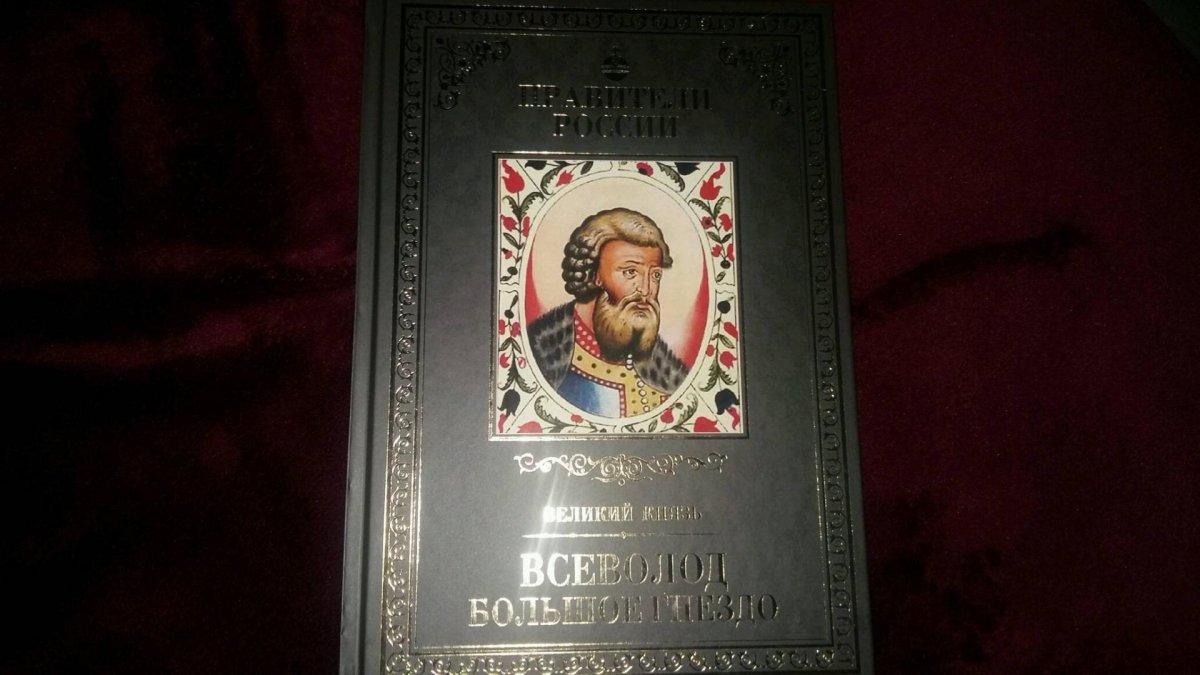 ПРАВИТЕЛИ
РОССИИ
ВЕЛИКИЙ КНЯЗЬ
ВСЕВОЛОД
БОЛЬШОЕ ГНЕЗДО